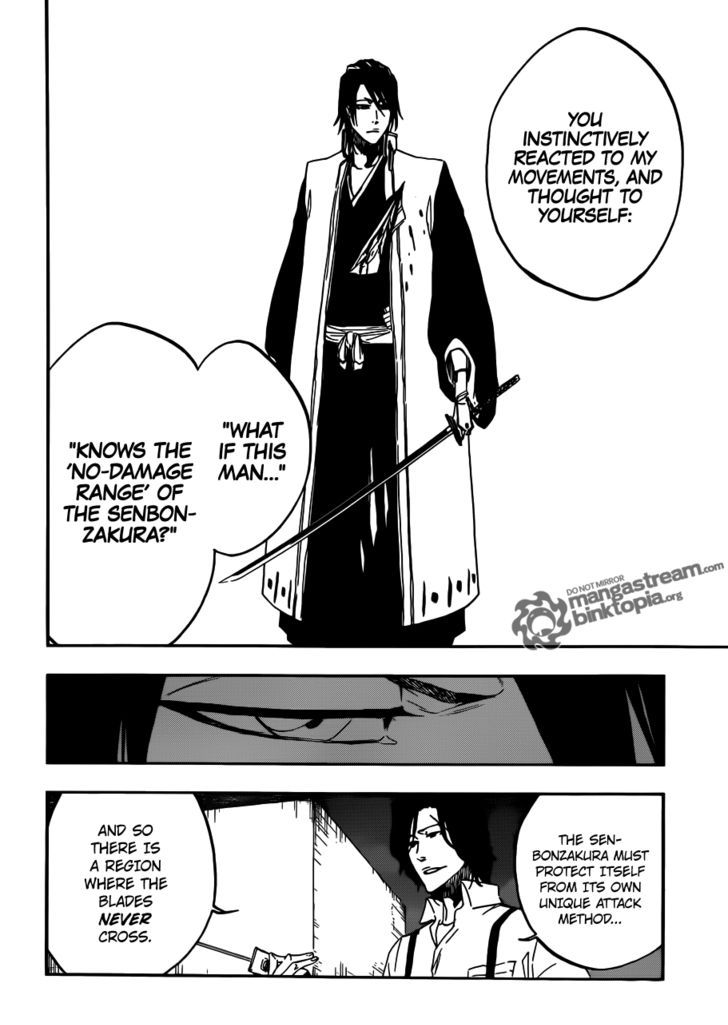 YOU
INSTINCTIVELY
REACTED TO MY
MOVEMENTS, AND
THOUGHT TO
YOURSELF:
"WHAT
IF THIS
MAN..."
"KNOWS THE
'NO-DAMAGE
RANGE' OF
THE SENBON-
ZAKURA?"
DO NOT MIRROR
mangastream.com
binktopia.org
THE SEN-
BONZAKURA MUST
PROTECT ITSELF
FROM ITS OWN
UNIQUE ATTACK
METHOD...
AND SO
THERE IS
A REGION
WHERE THE
BLADES
NEVER
CROSS.